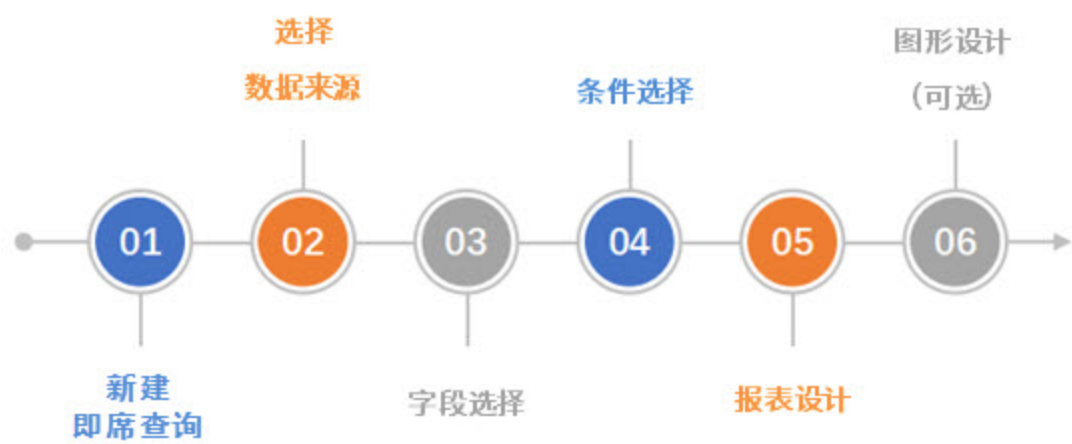 选择
数据来源
条件选择
图形设计
(可选)
01
02
03
04
05
06
新建
即席查询
字段选择
报表设计